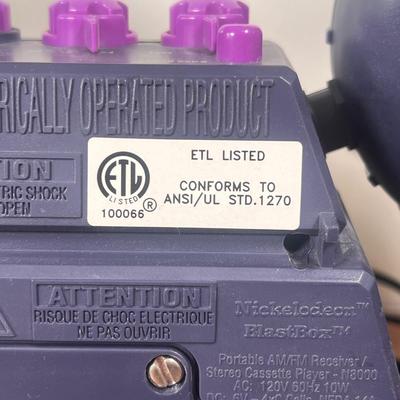 RICALLY OPERATED PRODUCT
ETL LISTED
ETL
LISTED
100066 ®
CONFORMS TO
ANSI/UL STD.1270
TION
TRIC SHOCK
OPEN
ATTENTION
RISQUE DE CHOC ELECTRIQUE
NE PAS OUVRIR
Nickelodeon™
BlastBox™
Portable AM/FM Receiver/
Stereo Cassette Player - N8000
AC: 120V 60Hz 10W